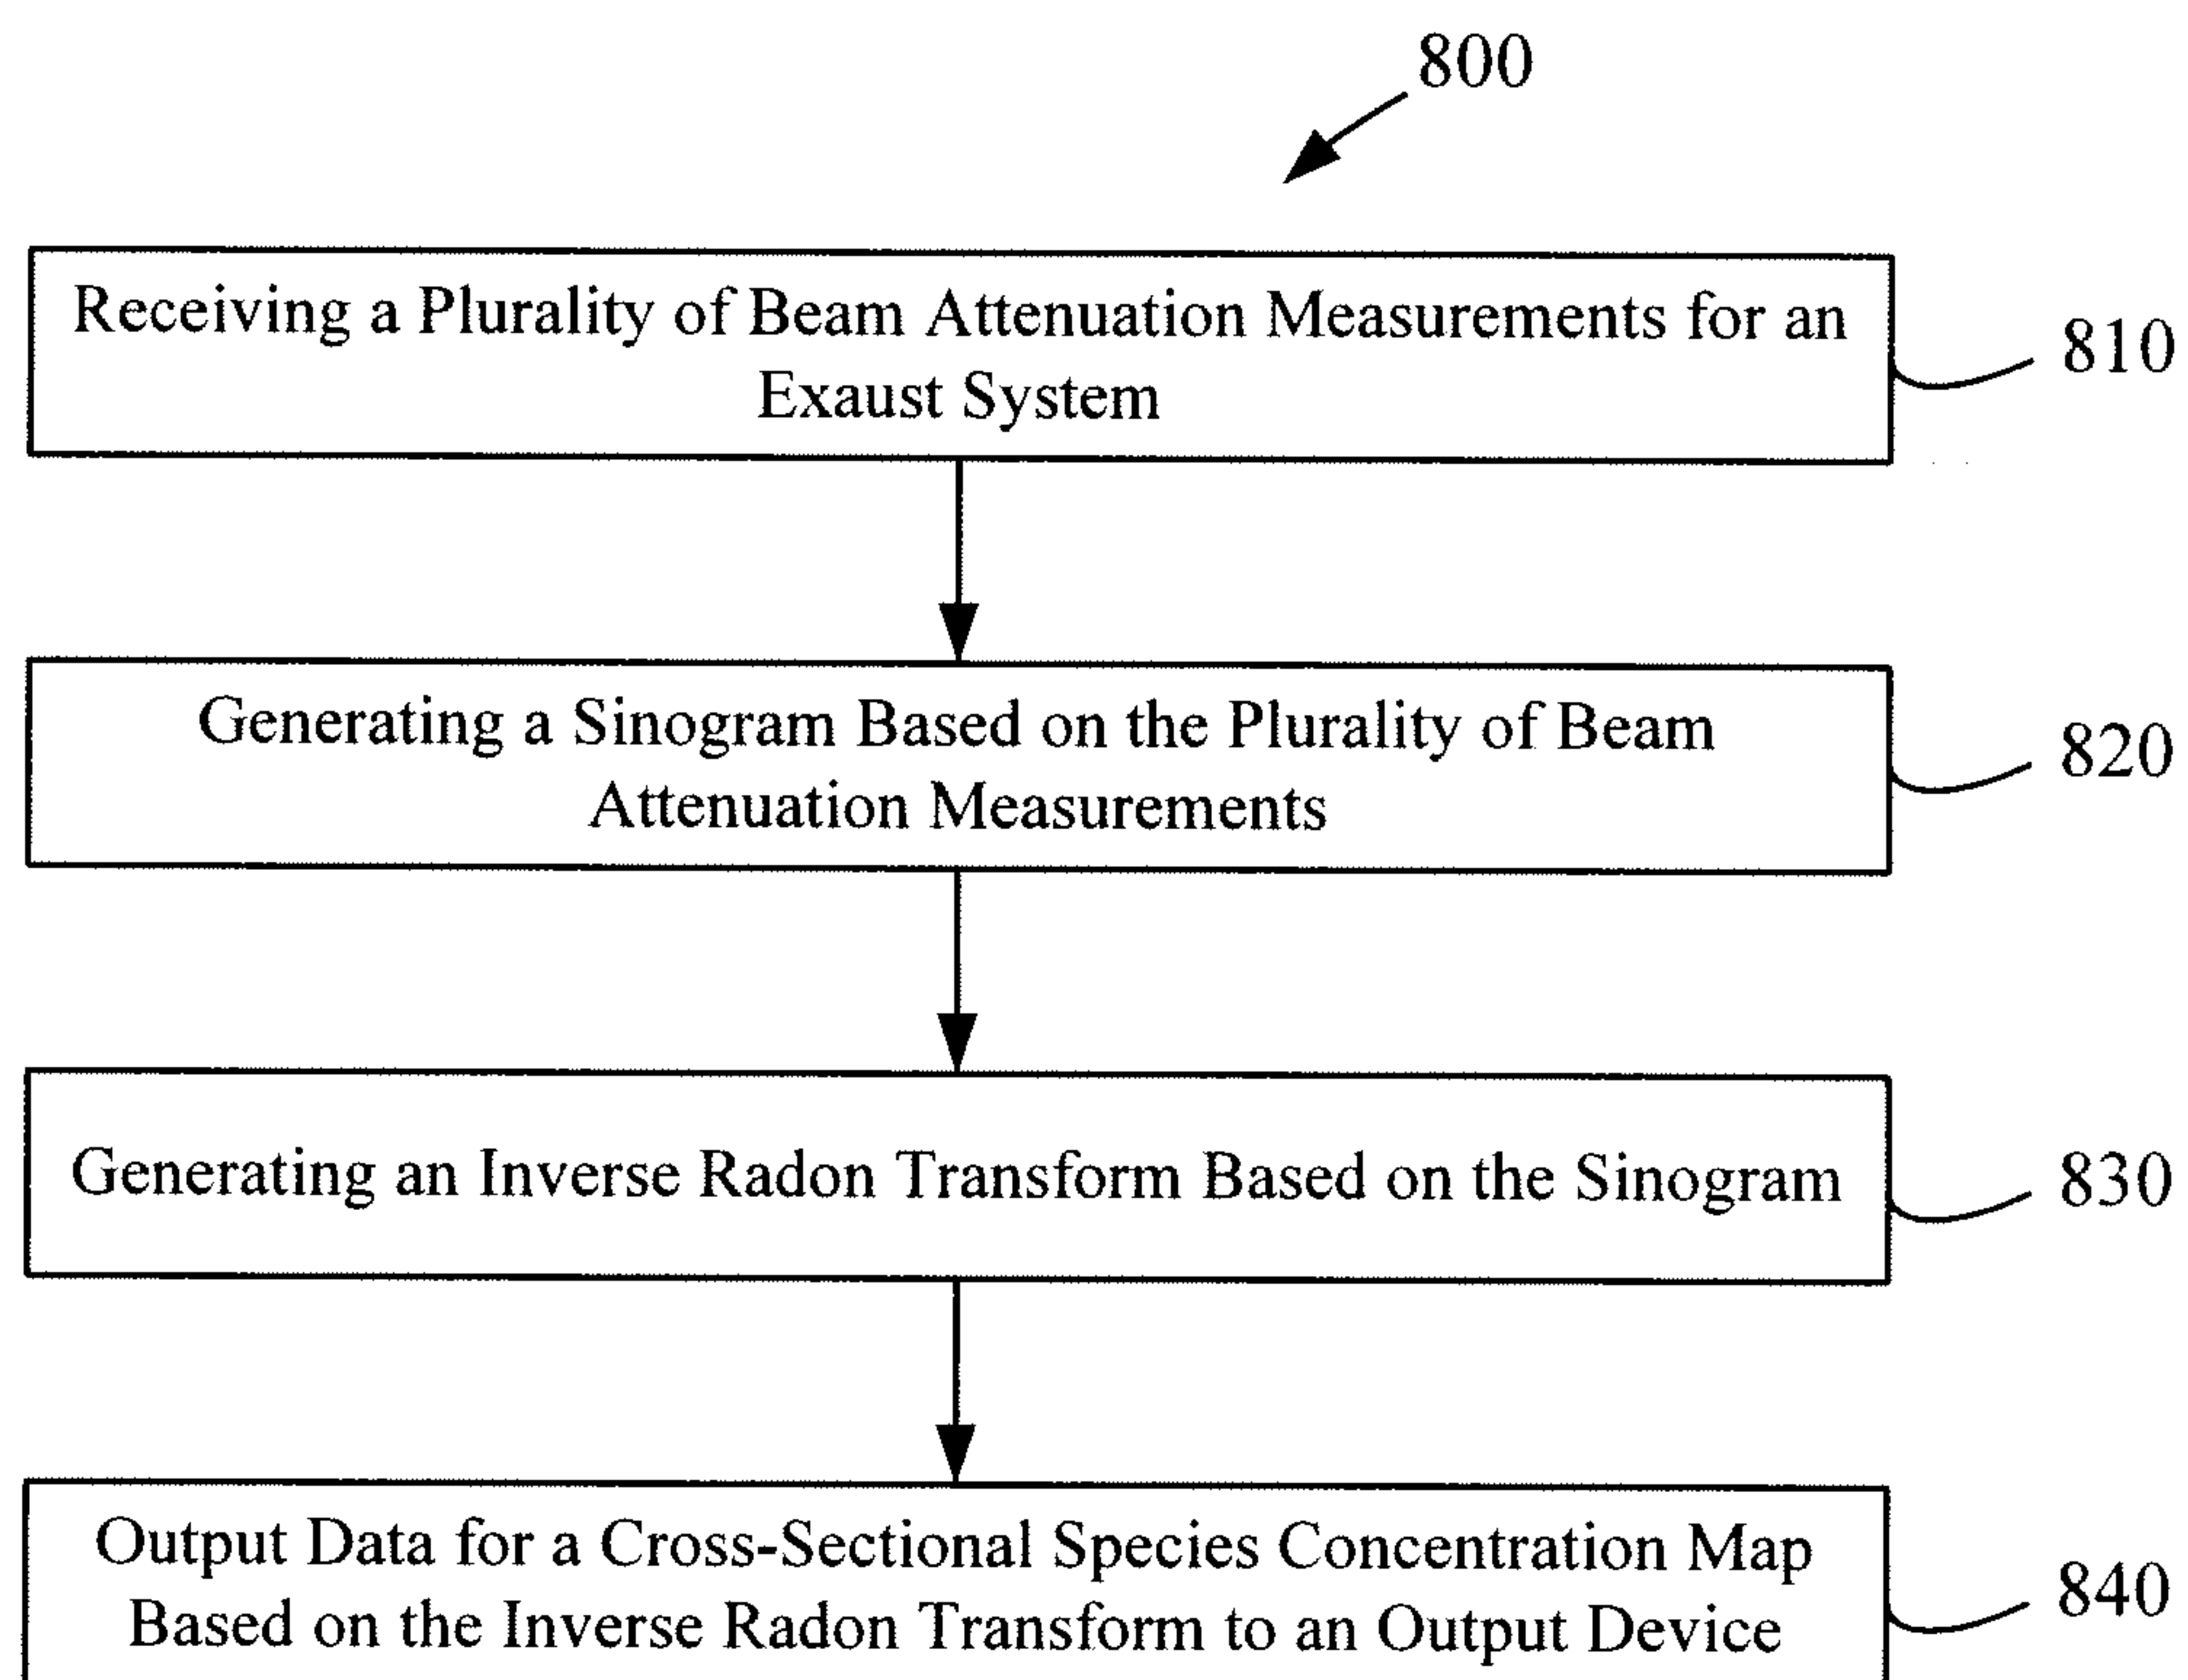 800
Receiving a Plurality of Beam Attenuation Measurements for an
Exaust System
810
Generating a Sinogram Based on the Plurality of Beam
Attenuation Measurements
820
Generating an Inverse Radon Transform Based on the Sinogram
830
Output Data for a Cross-Sectional Species Concentration Map
Based on the Inverse Radon Transform to an Output Device
840